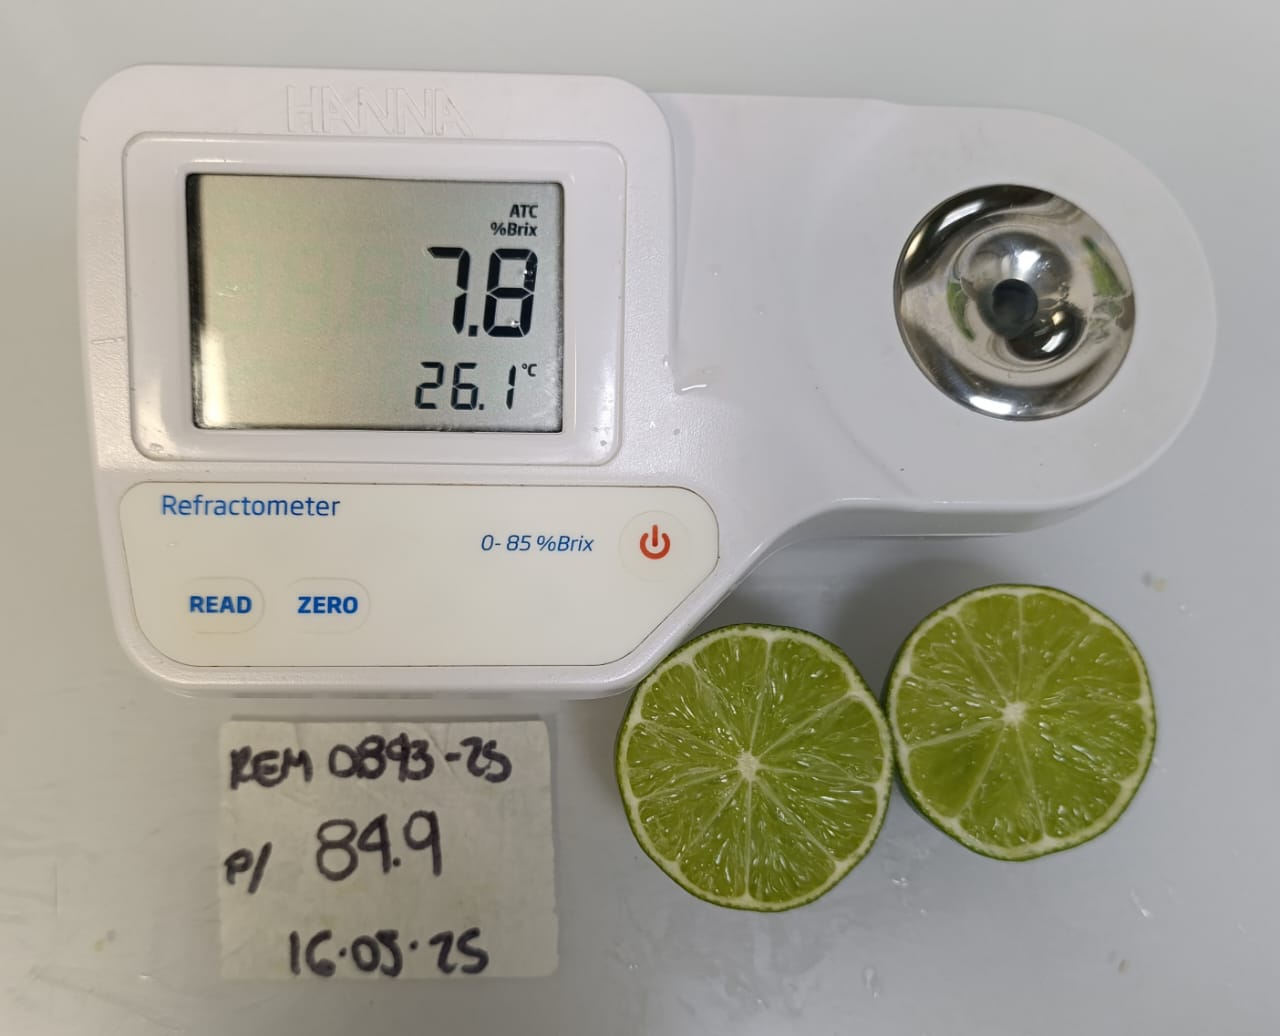 HANNA
ATC
%Brix
7.8
26.1 °C
Refractometer
0- 85 %Brix
READ ZERO
REM 0893-25
P/ 84.9
16.05.25